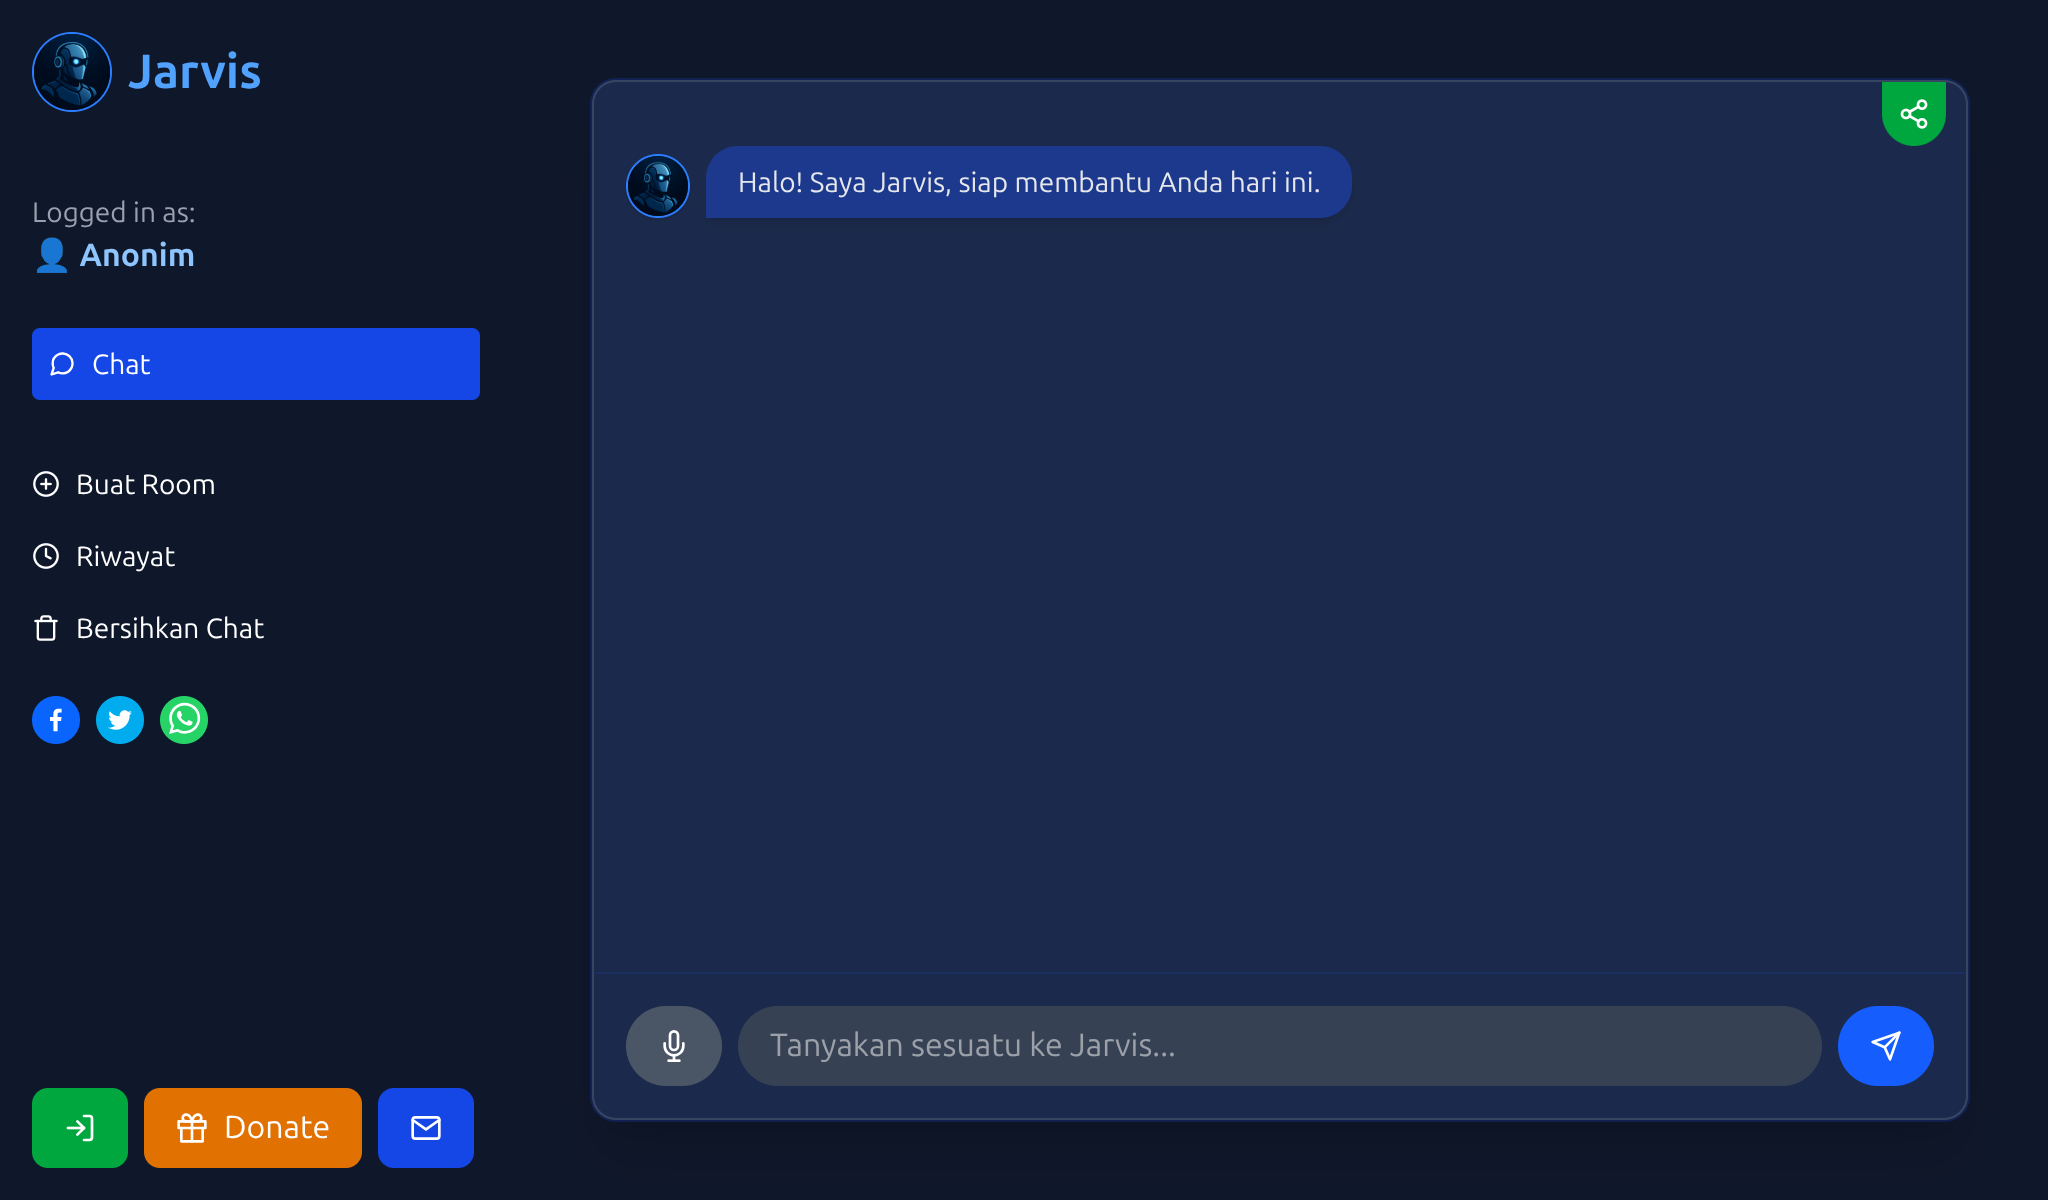 Jarvis
Logged in as:
Anonim
Chat
Buat Room
Riwayat
Bersihkan Chat
Donate
Halo! Saya Jarvis, siap membantu Anda hari ini.
Tanyakan sesuatu ke Jarvis...